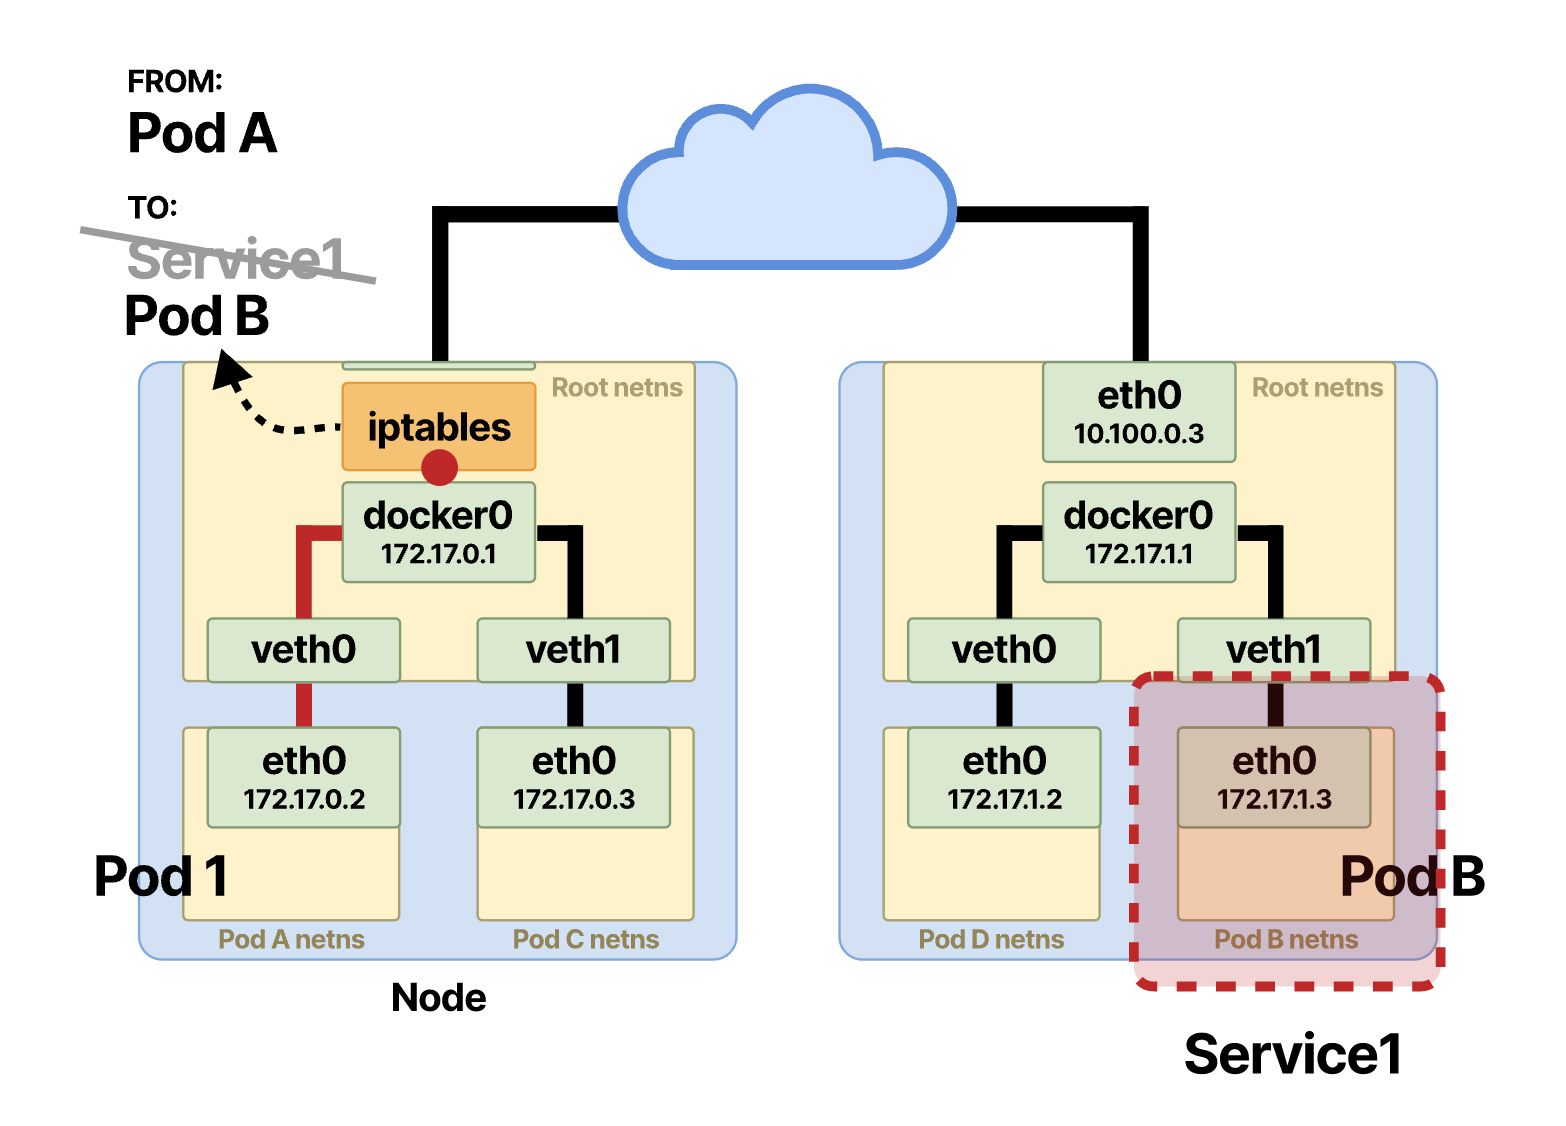 FROM:
Pod A
TO:
Service1
Pod B
Root netns
iptables
docker0
172.17.0.1
veth0
veth1
eth0
172.17.0.2
eth0
172.17.0.3
Pod 1
Pod A netns
Pod C netns
Node
eth0
10.100.0.3
Root netns
docker0
172.17.1.1
veth0
veth1
eth0
172.17.1.2
eth0
172.17.1.3
Pod B
Pod D netns
Pod B netns
Service1